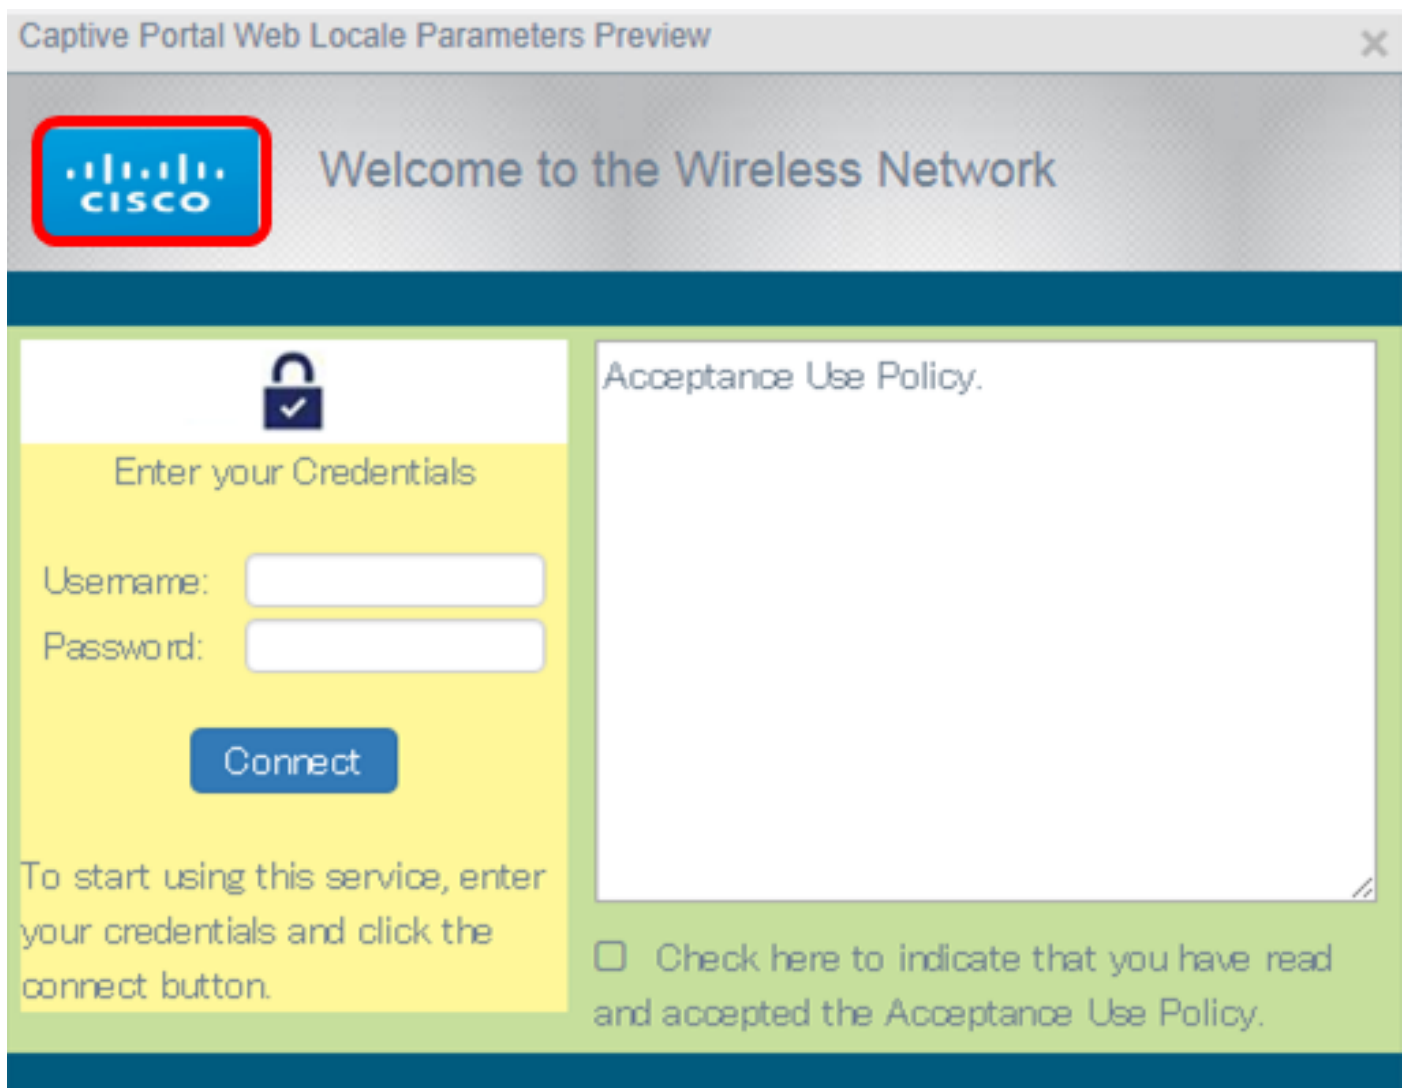 Captive Portal Web Locale Parameters Preview
CISCO
Welcome to the Wireless Network
Enter your Credentials
Username:
Password:
Connect
To start using this service, enter
your credentials and click the
connect button.
Acceptance Use Policy.
Check here to indicate that you have read
and accepted the Acceptance Use Policy.